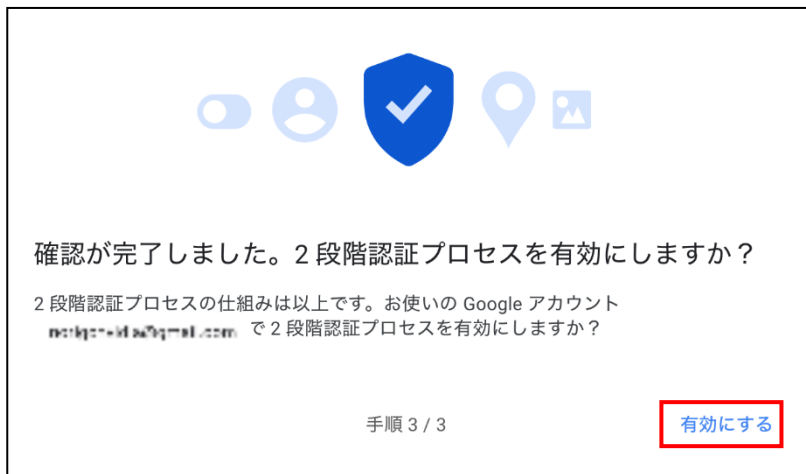 確認が完了しました。2 段階認証プロセスを有効にしますか？
2 段階認証プロセスの仕組みは以上です。お使いの Google アカウント
で 2 段階認証プロセスを有効にしますか？
手順 3 / 3
有効にする